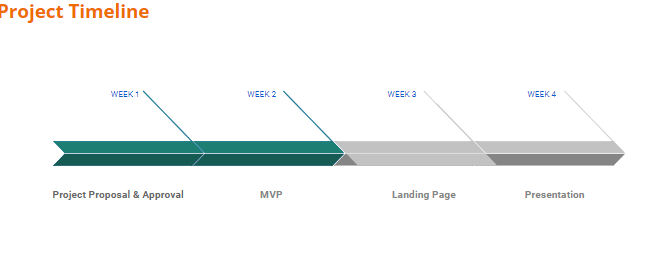 Project Timeline
WEEK 1
WEEK 2
WEEK 3
WEEK 4
Project Proposal & Approval
MVP
Landing Page
Presentation